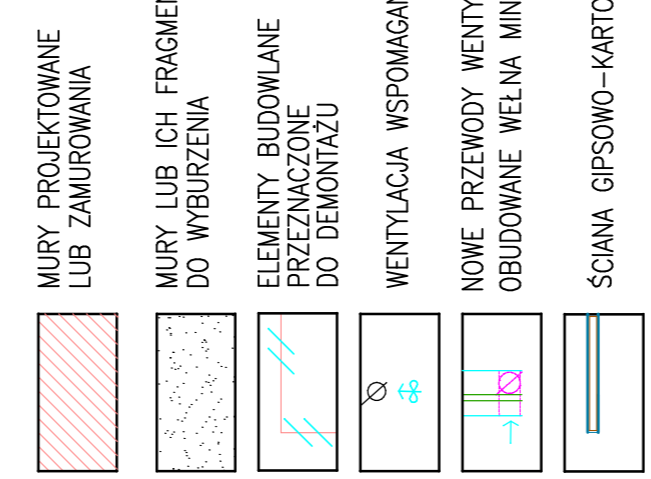 MURY PROJEKTOWANE
LUB ZAMUROWANIA
MURY LUB ICH
DO WYBURZENIA
ELEMENTY BUDOWLANE
PRZEZNACZONE
DO DEMONTAŻU
WENTYLACJA
NOWE PRZEWODY
OBUDOWANE WEŁNA
ŚCIANA